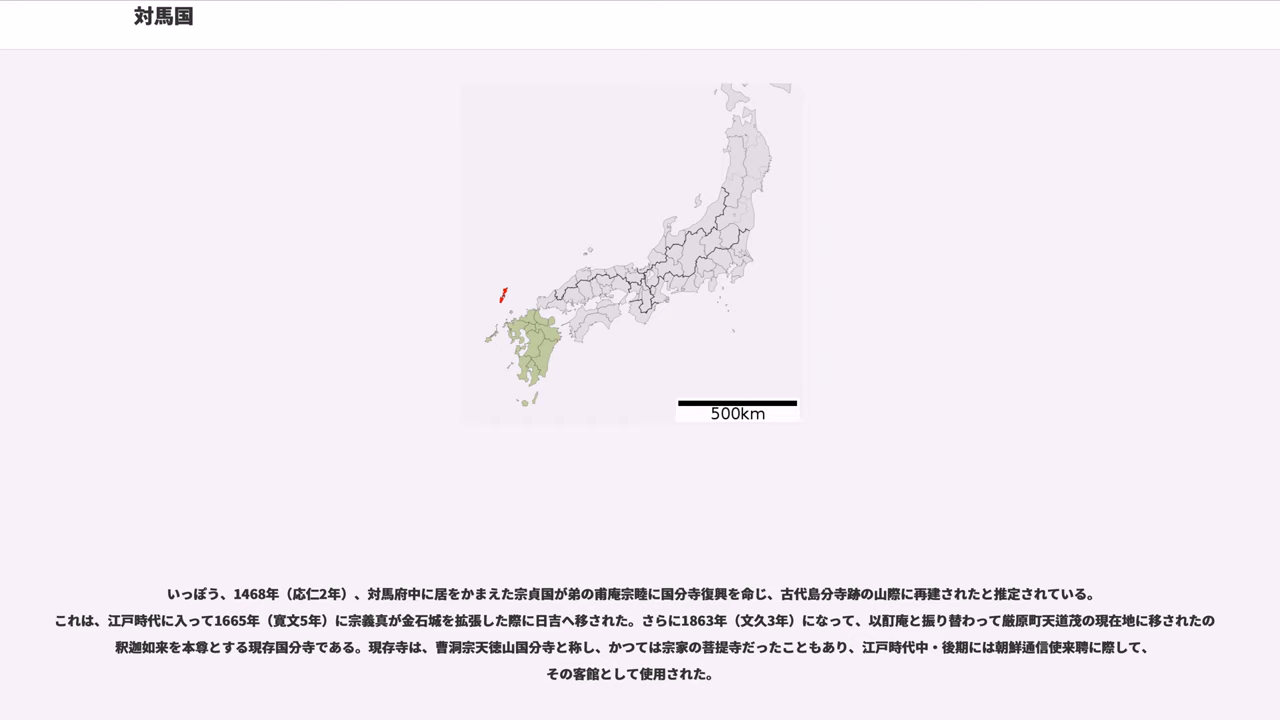 対馬国
500km
いっぽう、1468年（応仁2年）、対馬府中に居をかまえた宗貞国が弟の甫庵宗睦に国分寺復興を命じ、古代島分寺跡の山際に再建されたと推定されている。
これは、江戸時代に入って1665年（寛文5年）に宗義真が金石城を拡張した際に日吉へ移された。さらに1863年（文久3年）になって、以酊庵と振り替わって厳原町天道茂の現在地に移されたの
釈迦如来を本尊とする現存国分寺である。現存寺は、曹洞宗天徳山国分寺と称し、かつては宗家の菩提寺だったこともあり、江戸時代中・後期には朝鮮通信使来聘に際して、
その客館として使用された。